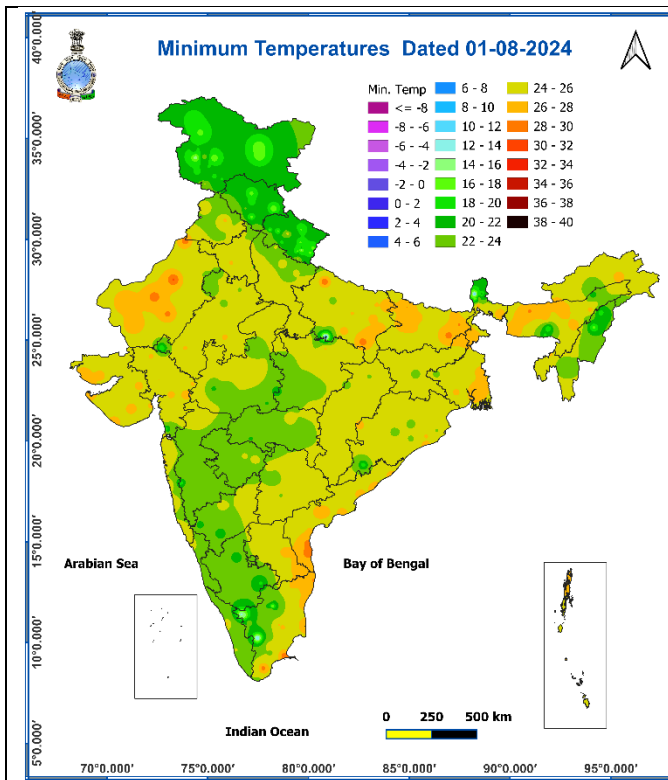 Minimum Temperatures Dated 01-08-2024
Min. Temp
<= -8
-8 - -6
-6 - -4
-4 - -2
-2 - 0
0 - 2
2 - 4
4 - 6
6 - 8
8 - 10
10 - 12
12 - 14
14 - 16
16 - 18
18 - 20
20 - 22
22 - 24
24 - 26
26 - 28
28 - 30
30 - 32
32 - 34
34 - 36
36 - 38
38 - 40
40°0.000'
35°0.000'
30°0.000'
25°0.000'
20°0.000'
15°0.000'
10°0.000'
5°0.000'
Arabian Sea
Bay of Bengal
Indian Ocean
0 250 500 km
70°0.000' 75°0.000' 80°0.000' 85°0.000' 90°0.000' 95°0.000'